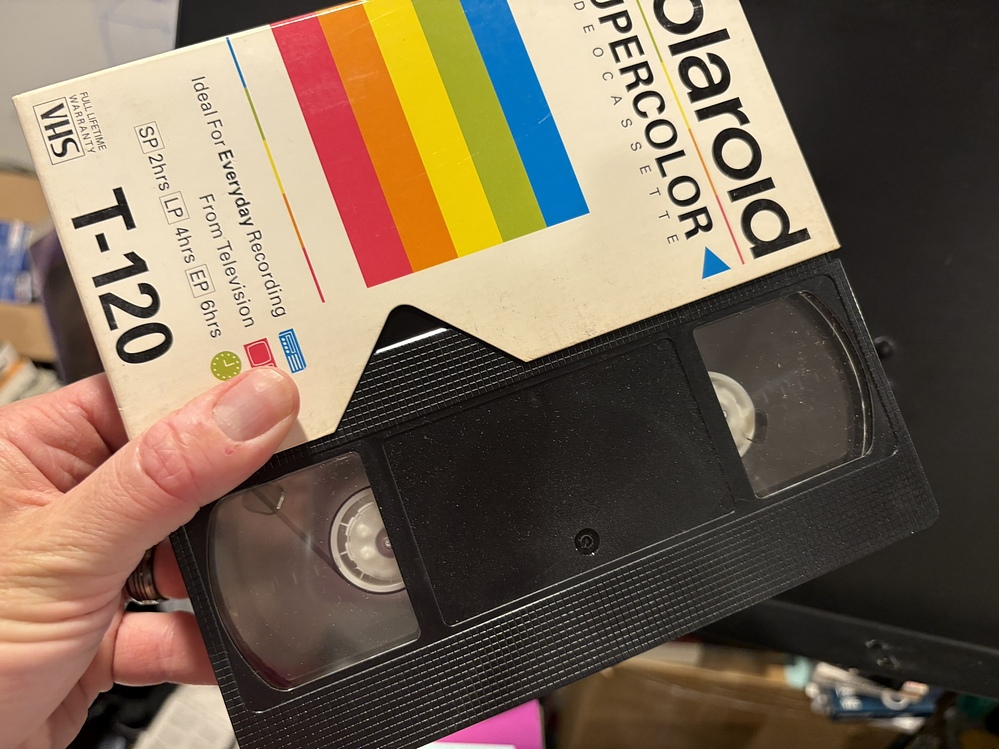 olaroid
UPERCOLOR
DEOCASSETTE
Ideal For Everyday Recording
From Television
SP 2hrs LP 4hrs EP 6hrs
T-120
FULL LIFETIME
WARRANTY
VHS